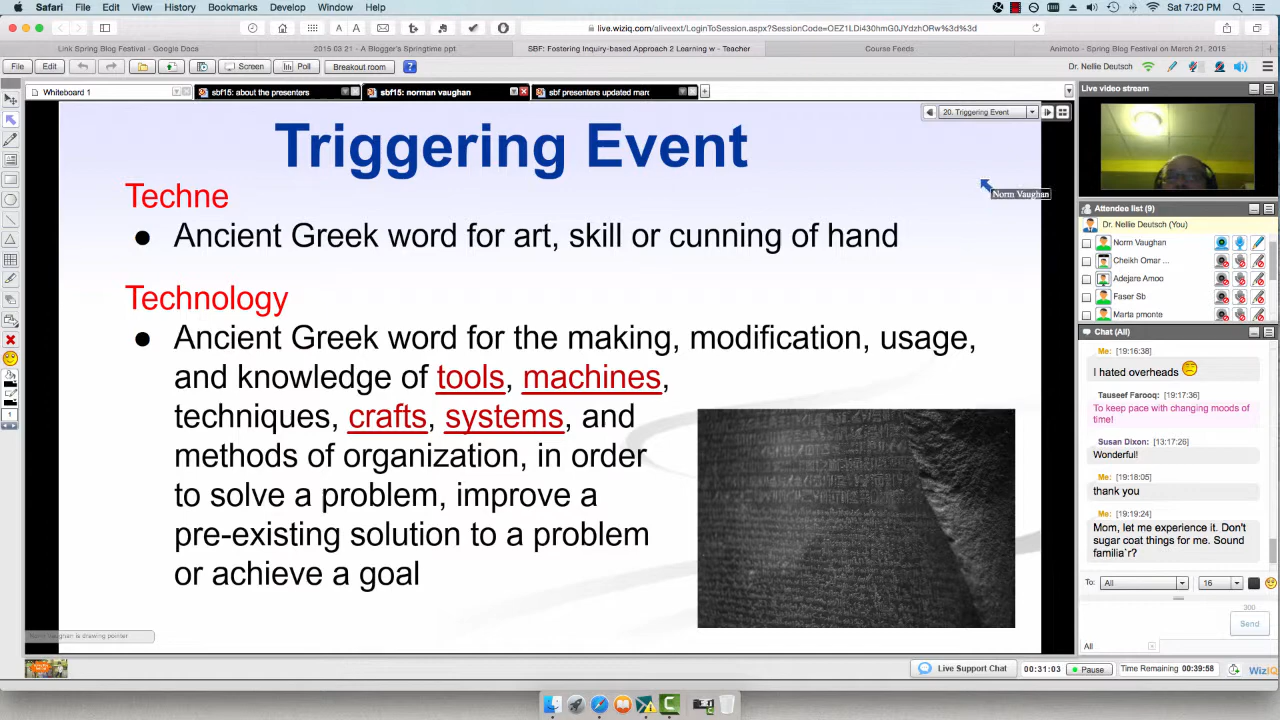 Safari File Edit View History Bookmarks Develop Window Help
Sat 7:20 PM
live.wiziq.com/aliveext/LoginToSession.aspx?SessionCode=OEZ1LDi430hmG0JYdzhORw%3d%3d
Link Spring Blog Festival - Google Docs
2015 03 21 - A Blogger's Springtime ppt
SBF: Fostering Inquiry-based Approach 2 Learning w - Teacher
Course Feeds
Animoto - Spring Blog Festival on March 21, 2015
File Edit Screen Poll Breakout room ?
Dr. Nellie Deutsch
Whiteboard 1
sbf15: about the presenters
sbf15: norman vaughan
sbf presenters updated marc
20. Triggering Event
Triggering Event
Norm Vaughan
Techne
● Ancient Greek word for art, skill or cunning of hand
Technology
● Ancient Greek word for the making, modification, usage,
and knowledge of tools, machines,
techniques, crafts, systems, and
methods of organization, in order
to solve a problem, improve a
pre-existing solution to a problem
or achieve a goal
Norm Vaughan is drawing pointer
Live video stream
Attendee list (9)
Dr. Nellie Deutsch (You)
Norm Vaughan
Cheikh Omar ...
Adejare Amoo
Faser Sb
Marta pmonte
Chat (All)
Me: [19:16:38]
I hated overheads
Tauseef Farooq: [19:17:36]
To keep pace with changing moods of
time!
Susan Dixon: [13:17:26]
Wonderful!
Me: [19:18:05]
thank you
Me: [19:19:24]
Mom, let me experience it. Don't
sugar coat things for me. Sound
familia`r?
To: All 16
300
Send
All
Live Support Chat 00:31:03 Pause Time Remaining 00:39:58 WizIQ